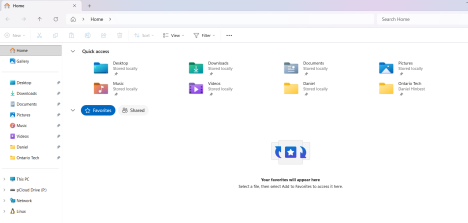 Home
Home
Search Home
New
Sort
View
Filter
Home
Gallery
Desktop
Downloads
Documents
Pictures
Music
Videos
Daniel
Ontario Tech
This PC
pCloud Drive (P:)
Network
Linux
Quick access
Desktop
Stored locally
Downloads
Stored locally
Documents
Stored locally
Pictures
Stored locally
Music
Stored locally
Videos
Stored locally
Daniel
Stored locally
Ontario Tech
Favorites
Shared
Your favorites will appear here
Select a file, then select Add to Favorites to access it here.